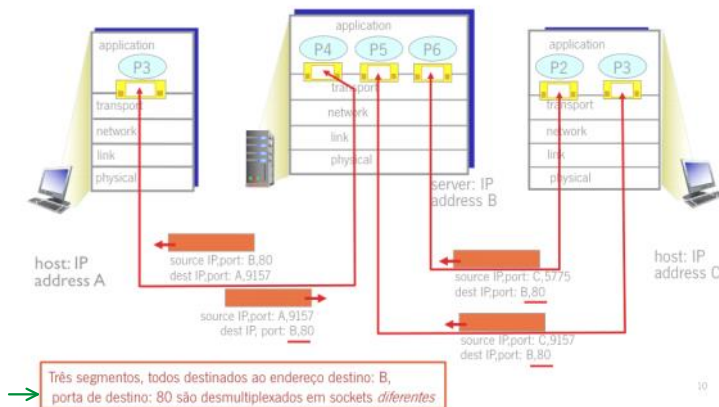 application
P3
transport
network
link
physical
host: IP
address A
application
P4
P5
P6
transport
network
link
physical
server: IP
address B
application
P2
P3
transport
network
link
physical
host: IP
address C
source IP,port: B,80
dest IP,port: A,9157
source IP,port: A,9157
dest IP, port: B,80
source IP,port: C,5775
dest IP,port: B,80
source IP,port: C,9157
dest IP,port: B,80
Três segmentos, todos destinados ao endereço destino: B,
porta de destino: 80 são desmultiplexados em sockets diferentes
10